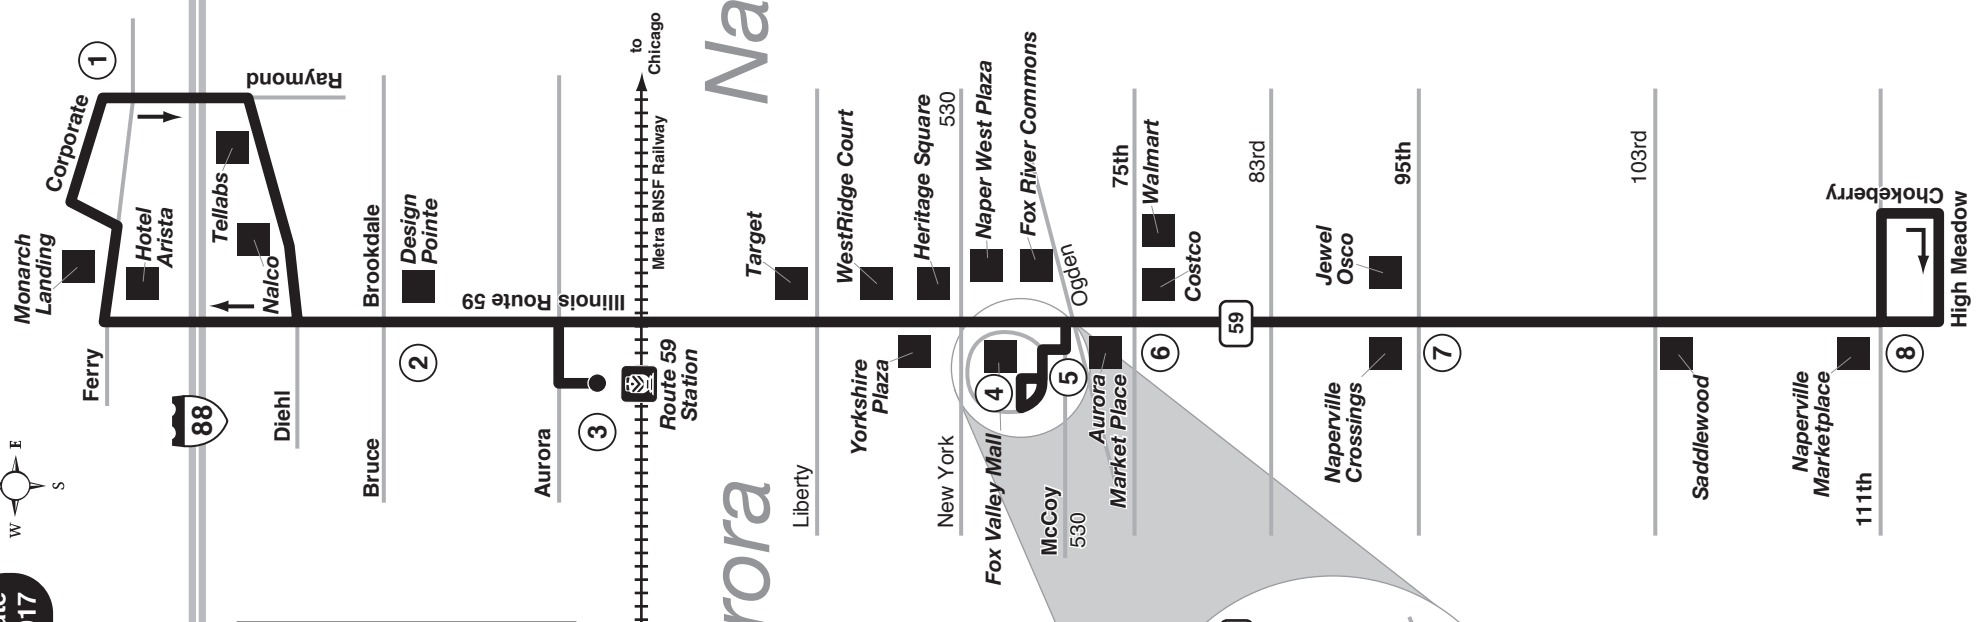 1
Corporate
Raymond
Monarch
Landing
Hotel
Arista
Tellabs
Nalco
Ferry
88
Diehl
W
E
S
17
Brookdale
Bruce
Design
Pointe
2
Illinois Route 59
Aurora
3
Route 59
Station
to
Chicago
Metra BNSF Railway
Target
Liberty
WestRidge Court
Heritage Square
530
Naper West Plaza
Fox River Commons
Yorkshire
Plaza
New York
Fox Valley Mall
4
5
McCoy
530
Ogden
Aurora
Market Place
75th
Walmart
Costco
6
59
83rd
Jewel
Osco
95th
Naperville
Crossings
7
103rd
Saddlewood
Naperville
Marketplace
111th
8
Chokeberry
High Meadow